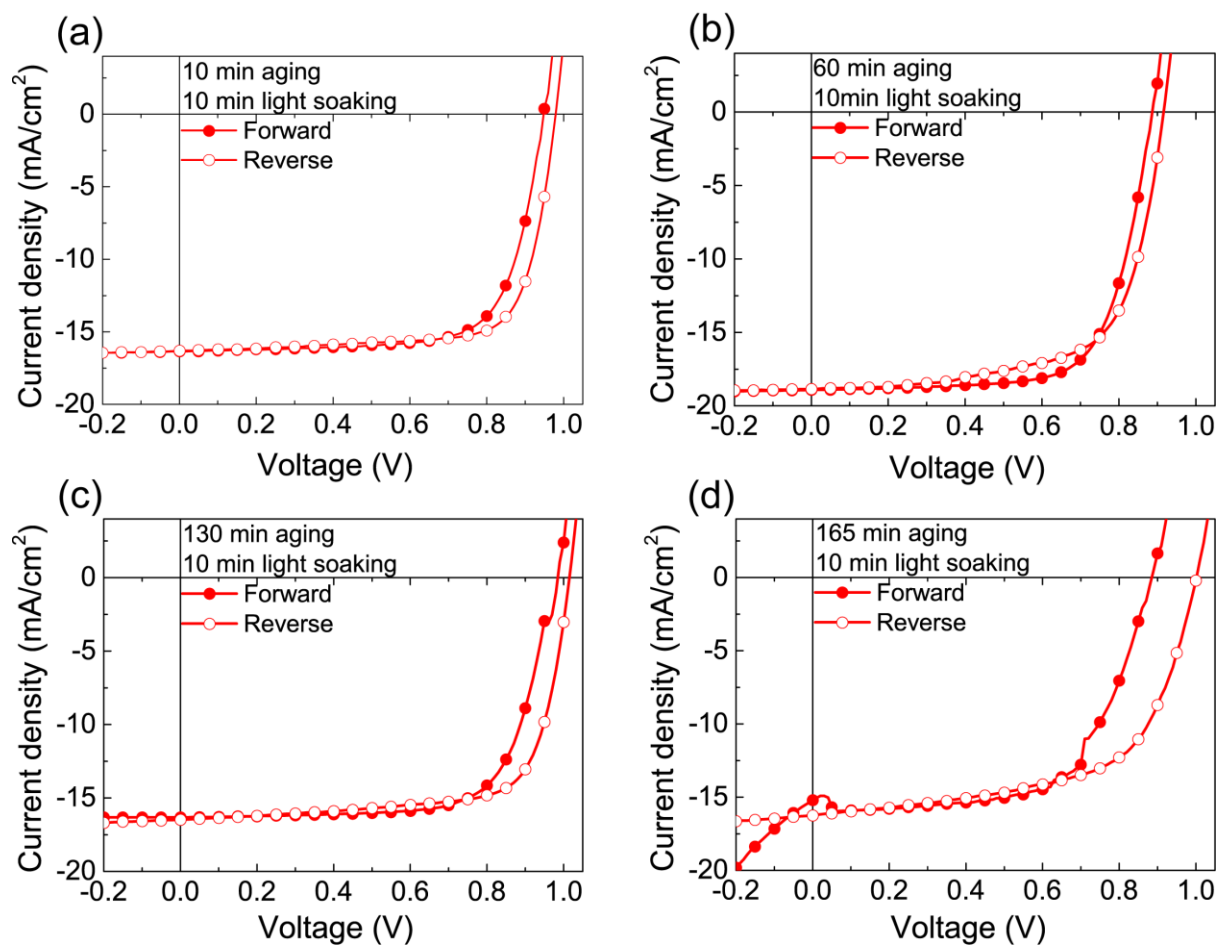 (a)
10 min aging
10 min light soaking
Forward
Reverse
0
-5
-10
-15
-20
-0.2 0.0 0.2 0.4 0.6 0.8 1.0
Current density (mA/cm²)
Voltage (V)
(b)
60 min aging
10min light soaking
Forward
Reverse
0
-5
-10
-15
-20
-0.2 0.0 0.2 0.4 0.6 0.8 1.0
Current density (mA/cm²)
Voltage (V)
(c)
130 min aging
10 min light soaking
Forward
Reverse
0
-5
-10
-15
-20
-0.2 0.0 0.2 0.4 0.6 0.8 1.0
Current density (mA/cm²)
Voltage (V)
(d)
165 min aging
10 min light soaking
Forward
Reverse
0
-5
-10
-15
-20
-0.2 0.0 0.2 0.4 0.6 0.8 1.0
Current density (mA/cm²)
Voltage (V)